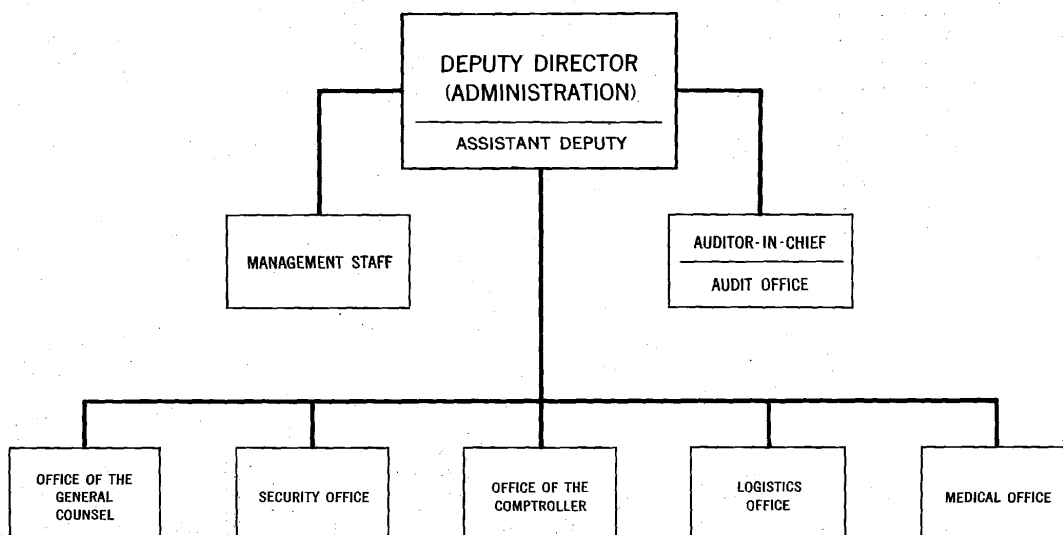 DEPUTY DIRECTOR
(ADMINISTRATION)
ASSISTANT DEPUTY
MANAGEMENT STAFF
AUDITOR-IN-CHIEF
AUDIT OFFICE
OFFICE OF THE
GENERAL
COUNSEL
SECURITY OFFICE
OFFICE OF THE
COMPTROLLER
LOGISTICS
OFFICE
MEDICAL OFFICE